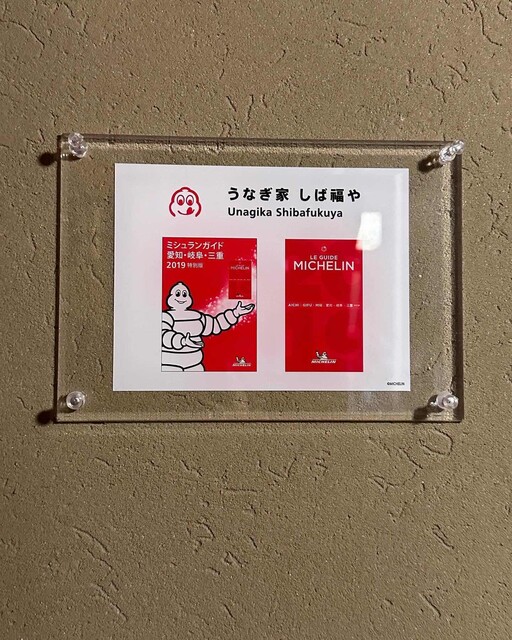 うなぎ家 しば福や
Unagika Shibafukuya
ミシュランガイド
愛知・岐阜・三重
2019 特別版
MICHELIN
LE GUIDE
MICHELIN
MICHELIN
©MICHELIN